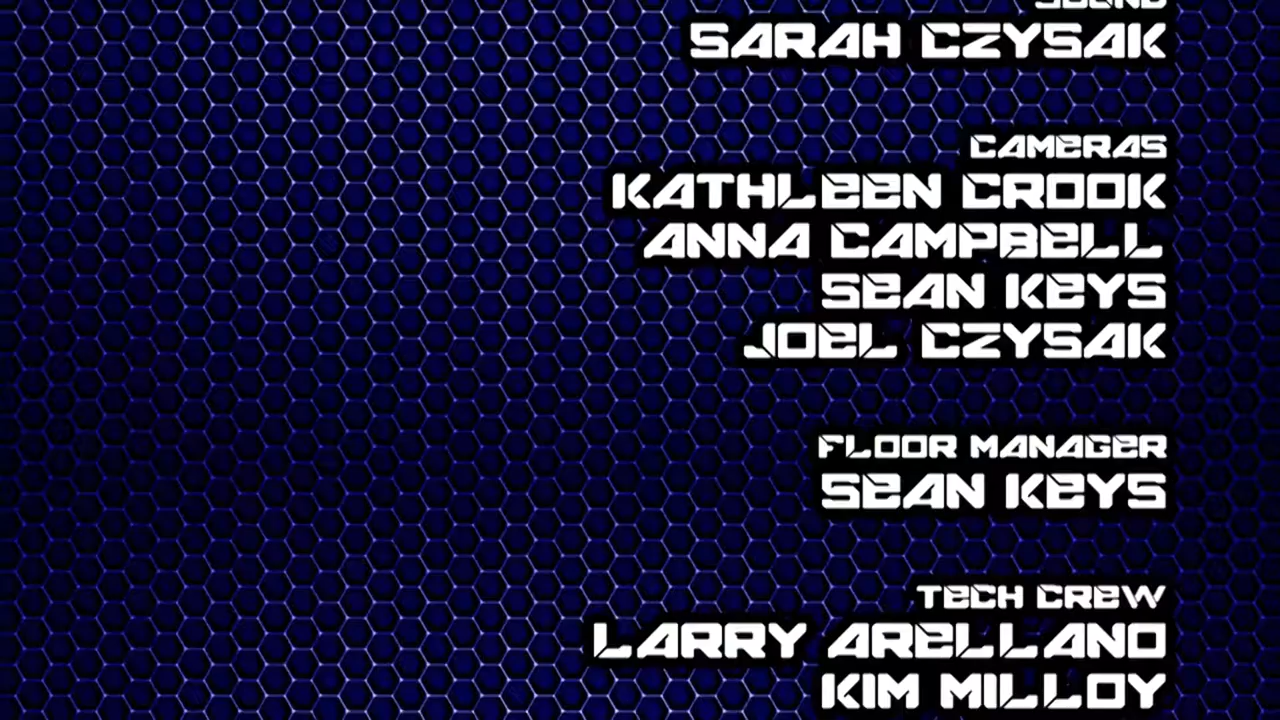 SOUND
SARAH CZYSAK
CAMERAS
KATHLEEN CROOK
ANNA CAMPBELL
SEAN KEYS
JOEL CZYSAK
FLOOR MANAGER
SEAN KEYS
TECH CREW
LARRY ARELLANO
KIM MILLOY